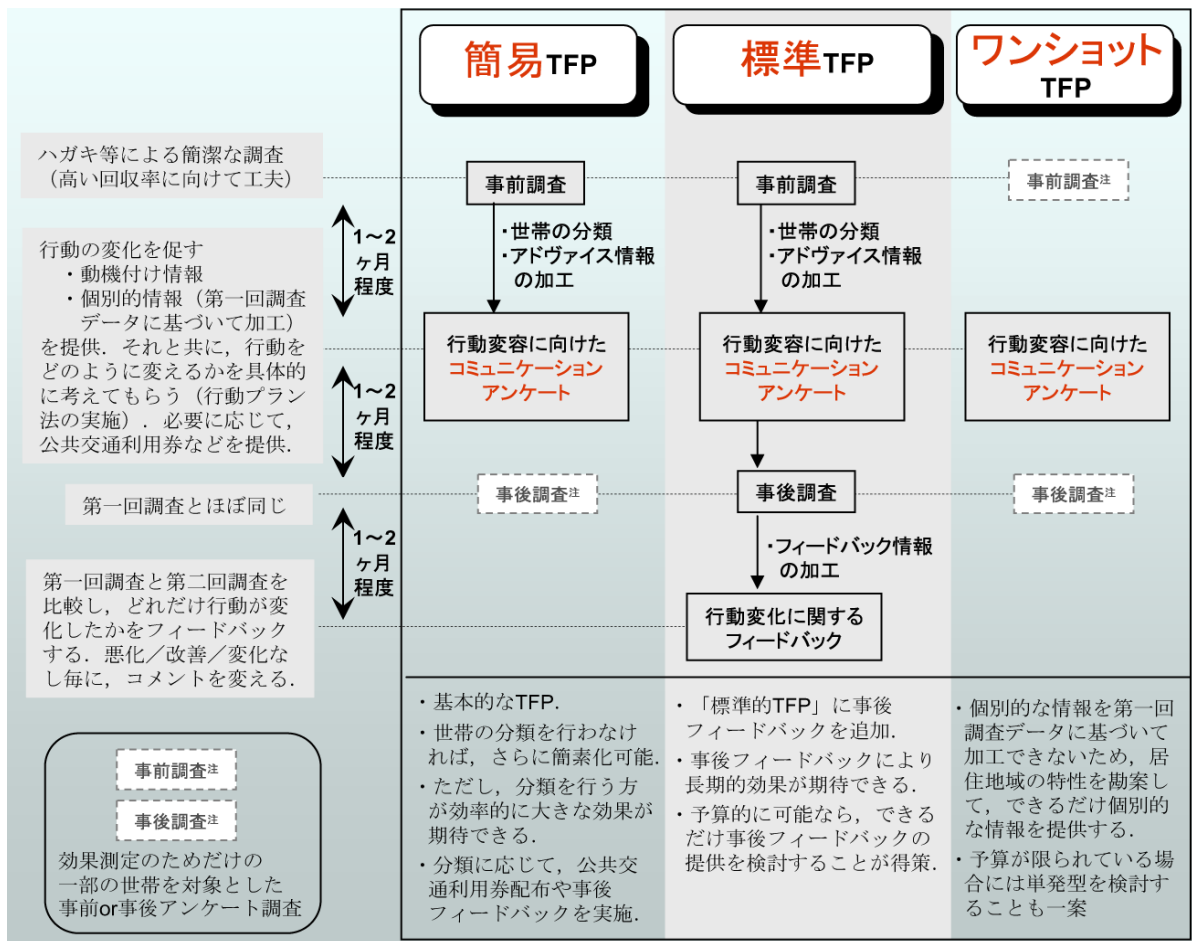 簡易TFP
標準TFP
ワンショット
TFP
ハガキ等による簡潔な調査
（高い回収率に向けて工夫）
事前調査
事前調査
事前調査注
1〜2
ヶ月
程度
・世帯の分類
・アドヴァイス情報
の加工
・世帯の分類
・アドヴァイス情報
の加工
行動の変化を促す
・動機付け情報
・個別的情報（第一回調査
データに基づいて加工）
を提供．それと共に，行動を
どのように変えるかを具体的
に考えてもらう（行動プラン
法の実施）．必要に応じて，
公共交通利用券などを提供．
行動変容に向けた
コミュニケーション
アンケート
行動変容に向けた
コミュニケーション
アンケート
行動変容に向けた
コミュニケーション
アンケート
1〜2
ヶ月
程度
第一回調査とほぼ同じ
事後調査注
事後調査
事後調査注
1〜2
ヶ月
程度
・フィードバック情報
の加工
第一回調査と第二回調査を
比較し，どれだけ行動が変
化したかをフィードバック
する．悪化／改善／変化な
し毎に，コメントを変える．
行動変化に関する
フィードバック
・基本的なTFP．
・世帯の分類を行わなけ
れば，さらに簡素化可能．
・ただし，分類を行う方
が効率的に大きな効果が
期待できる．
・分類に応じて，公共交
通利用券配布や事後
フィードバックを実施．
・「標準的TFP」に事後
フィードバックを追加．
・事後フィードバックにより
長期的効果が期待できる．
・予算的に可能なら，できる
だけ事後フィードバックの
提供を検討することが得策．
・個別的な情報を第一回
調査データに基づいて
加工できないため，居
住地域の特性を勘案し
て，できるだけ個別的
な情報を提供する．
・予算が限られている場
合には単発型を検討す
ることも一案
事前調査注
事後調査注
効果測定のためだけの
一部の世帯を対象とした
事前or事後アンケート調査